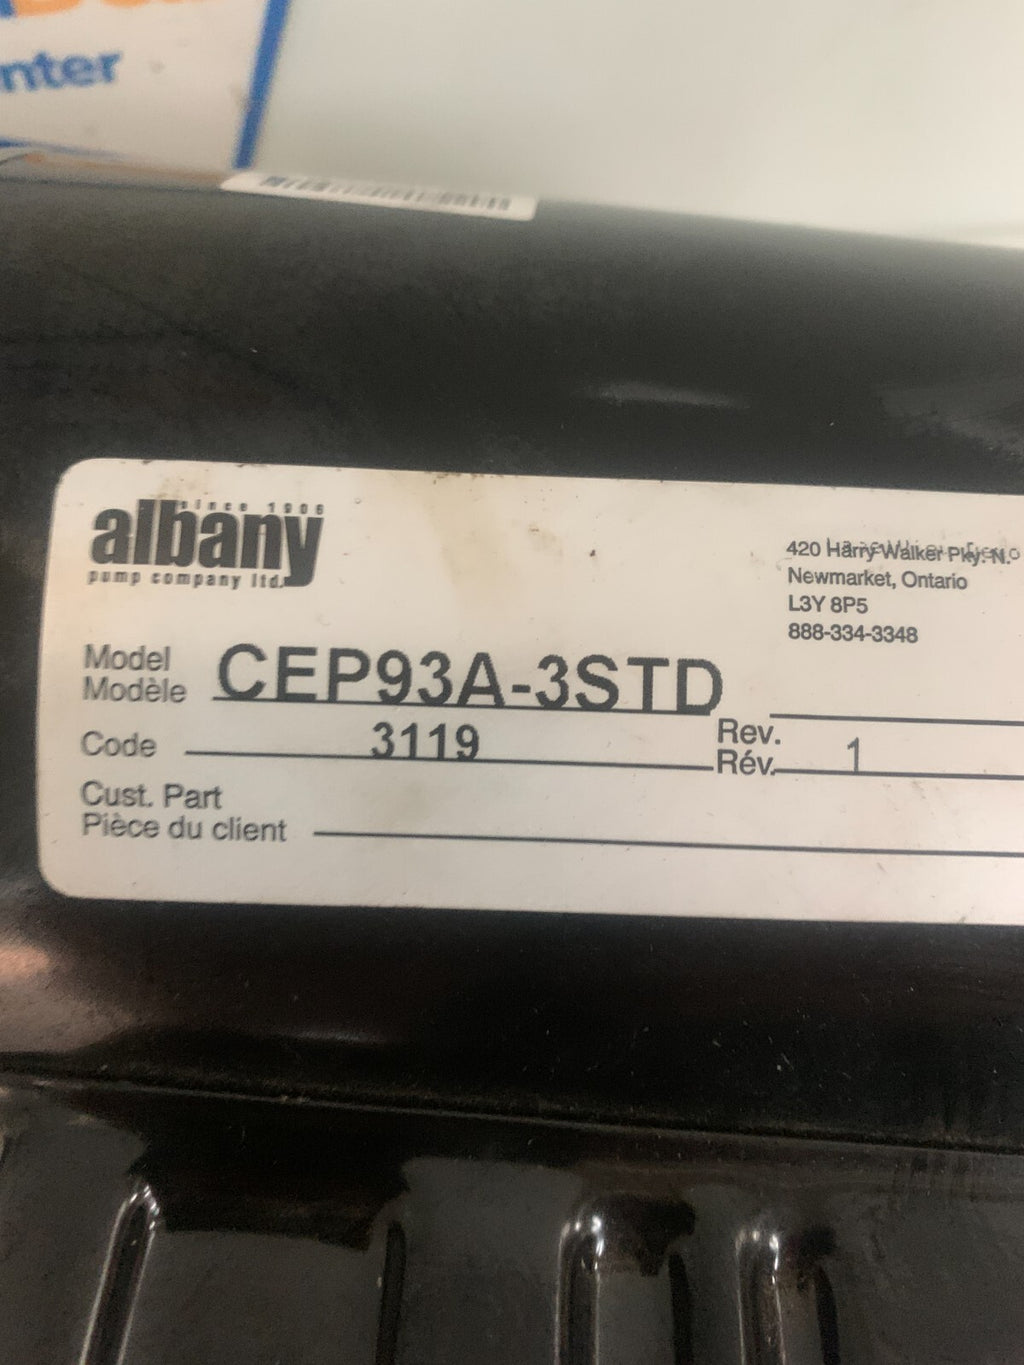 nter
since 1906
albany
pump company ltd.
420 Harry Walker Pky. N.
Newmarket, Ontario
L3Y 8P5
888-334-3348
Model
Modèle
CEP93A-3STD
Code 3119
Rev.
Rév. 1
Cust. Part
Pièce du client